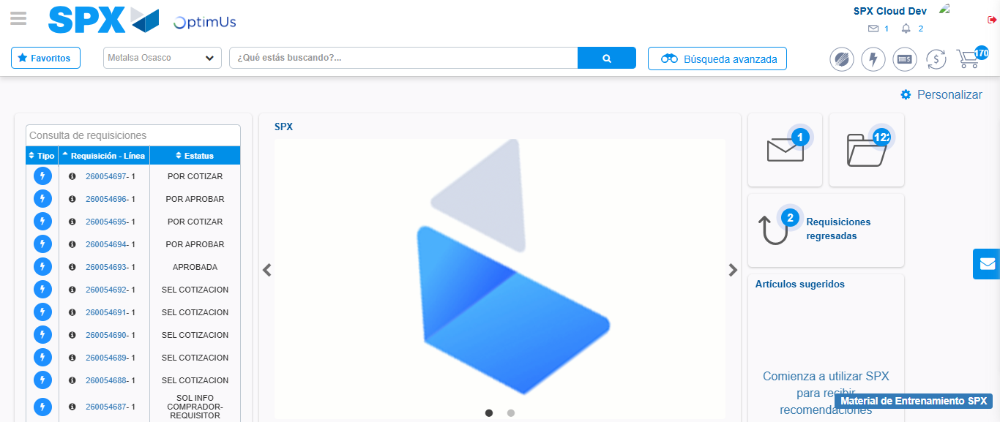 SPX
OptimUs
SPX Cloud Dev
1
2
Favoritos
Metalsa Osasco
¿Qué estás buscando?...
Búsqueda avanzada
170
Personalizar
Consulta de requisiciones
Tipo Requisición - Línea Estatus
260054697- 1 POR COTIZAR
260054696- 1 POR APROBAR
260054695- 1 POR COTIZAR
260054694- 1 POR APROBAR
260054693- 1 APROBADA
260054692- 1 SEL COTIZACION
260054691- 1 SEL COTIZACION
260054690- 1 SEL COTIZACION
260054689- 1 SEL COTIZACION
260054688- 1 SEL COTIZACION
260054687- 1 SOL INFO
COMPRADOR-
REQUISITOR
SPX
1
2
Requisiciones
regresadas
Artículos sugeridos
Comienza a utilizar SPX
para recibir
recomendaciones
Material de Entrenamiento SPX